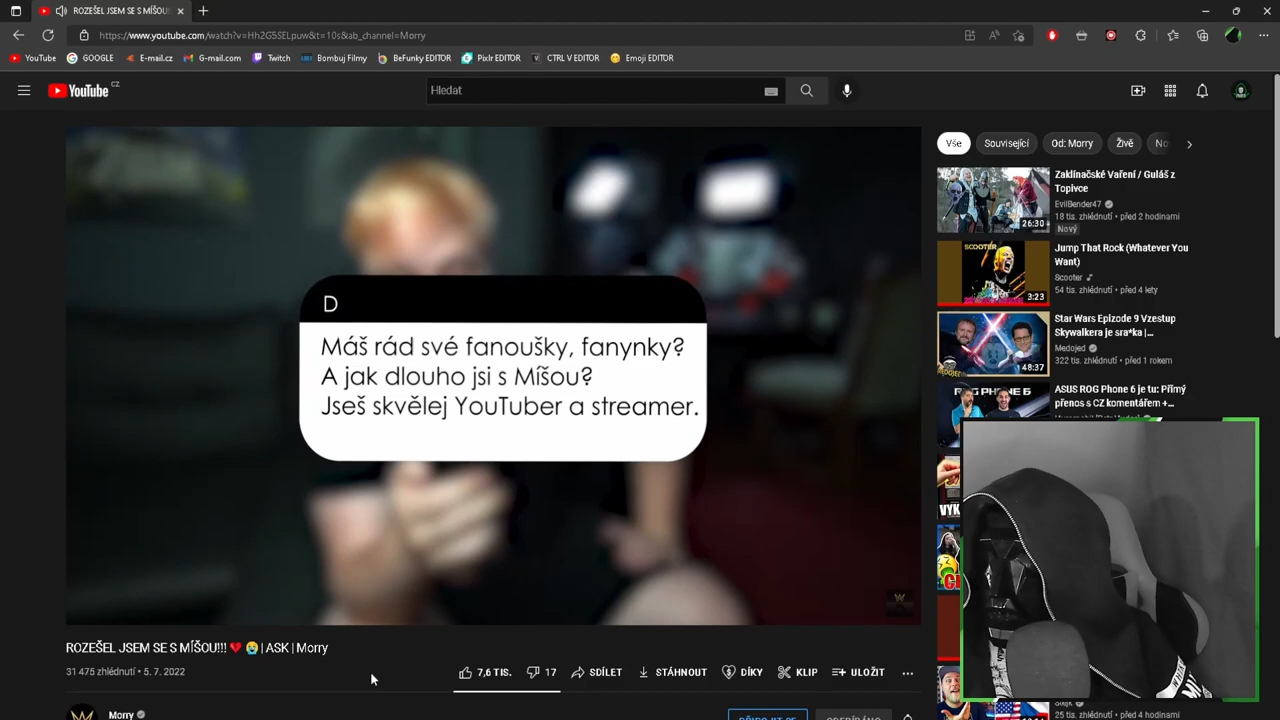 ROZEŠEL JSEM SE S MÍŠOU
https://www.youtube.com/watch?v=Hh2G5SELpuw&t=10s&ab_channel=Morry
YouTube
GOOGLE
E-mail.cz
G-mail.com
Twitch
Bombuj Filmy
BeFunky EDITOR
Pixlr EDITOR
CTRL V EDITOR
Emoji EDITOR
YouTube CZ
Hledat
D
Máš rád své fanoušky, fanynky?
A jak dlouho jsi s Míšou?
Jseš skvělej YouTuber a streamer.
ROZEŠEL JSEM SE S MÍŠOU!!! 💔 😭 | ASK | Morry
31 475 zhlédnutí • 5. 7. 2022
7,6 TIS.
17
SDÍLET
STÁHNOUT
DÍKY
KLIP
ULOŽIT
Morry
Vše
Související
Od: Morry
Živě
No
Zaklínačské Vaření / Guláš z
Topivce
EvilBender47
18 tis. zhlédnutí • před 2 hodinami
Nový
26:30
Jump That Rock (Whatever You
Want)
Scooter
54 tis. zhlédnutí • před 4 lety
SCOOTER
3:23
Star Wars Epizode 9 Vzestup
Skywalkera je sra*ka |…
Medojed
322 tis. zhlédnutí • před 1 rokem
48:37
ASUS ROG Phone 6 je tu: Přímý
přenos s CZ komentářem +…
ROG PHONE 6
VYK
25 tis. zhlédnutí • před 4 hodinami